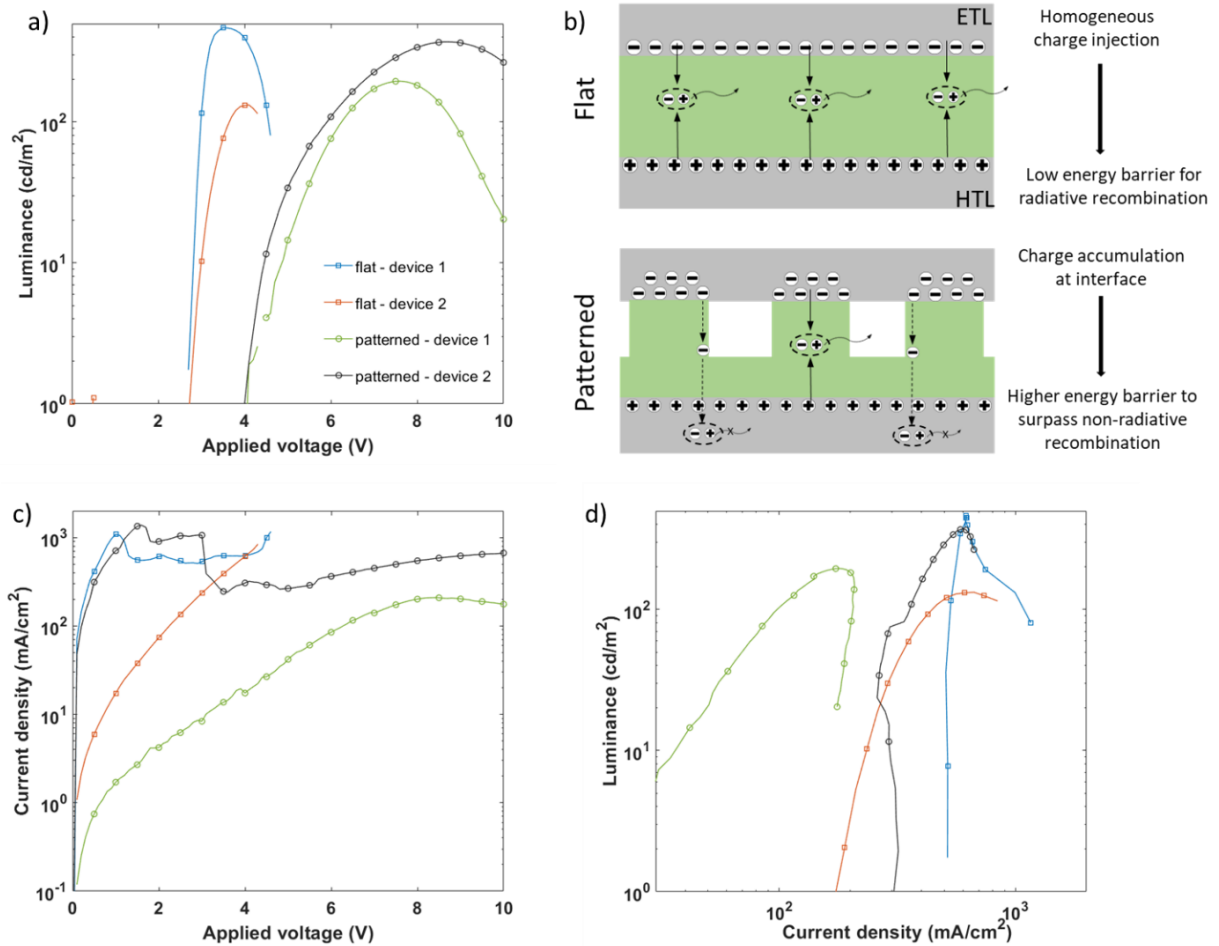 a)
Luminance (cd/m²)
10²
10¹
10⁰
0
2
4
6
8
10
Applied voltage (V)
flat - device 1
flat - device 2
patterned - device 1
patterned - device 2
b)
Flat
ETL
HTL
Homogeneous
charge injection
Low energy barrier for
radiative recombination
Patterned
Charge accumulation
at interface
Higher energy barrier to
surpass non-radiative
recombination
c)
Current density (mA/cm²)
10³
10²
10¹
10⁰
10⁻¹
0
2
4
6
8
10
Applied voltage (V)
d)
Luminance (cd/m²)
10²
10¹
10⁰
10²
10³
Current density (mA/cm²)